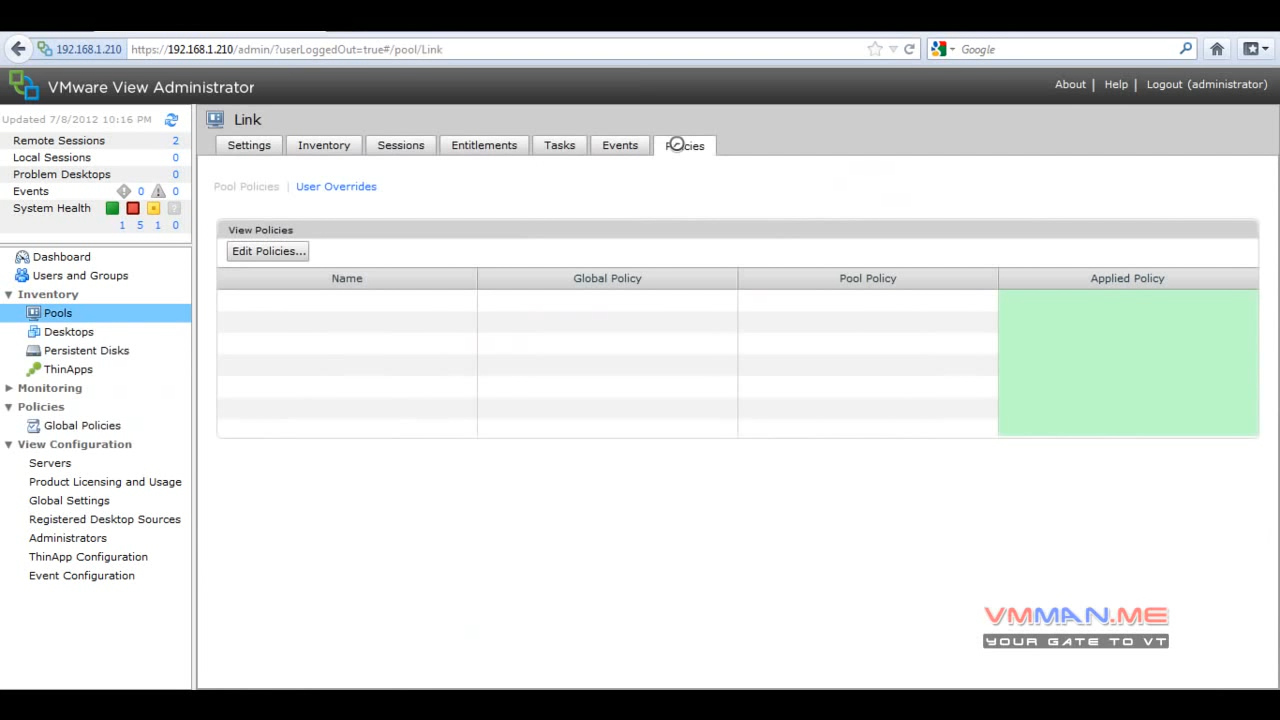 192.168.1.210
https://192.168.1.210/admin/?userLoggedOut=true#/pool/Link
Google
VMware View Administrator
About | Help | Logout (administrator)
Updated 7/8/2012 10:16 PM
Remote Sessions 2
Local Sessions 0
Problem Desktops 0
Events 0 0
System Health
1 5 1 0
Dashboard
Users and Groups
Inventory
Pools
Desktops
Persistent Disks
ThinApps
Monitoring
Policies
Global Policies
View Configuration
Servers
Product Licensing and Usage
Global Settings
Registered Desktop Sources
Administrators
ThinApp Configuration
Event Configuration
Link
Settings Inventory Sessions Entitlements Tasks Events Policies
Pool Policies | User Overrides
View Policies
Edit Policies...
Name Global Policy Pool Policy Applied Policy
VMMAN.ME
YOUR GATE TO VT